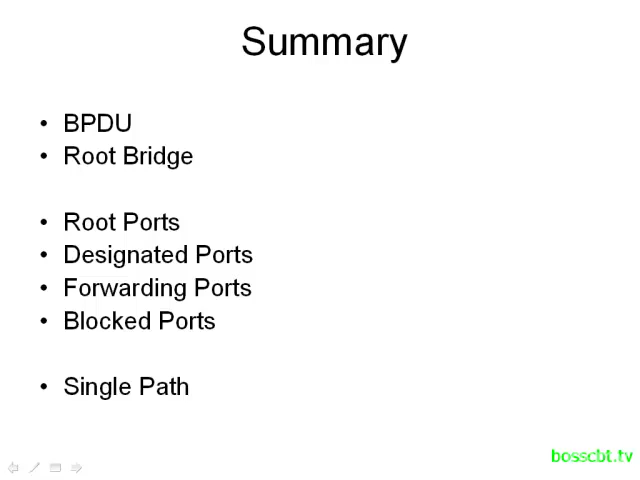 Summary
• BPDU
• Root Bridge
• Root Ports
• Designated Ports
• Forwarding Ports
• Blocked Ports
• Single Path
bosscbt.tv